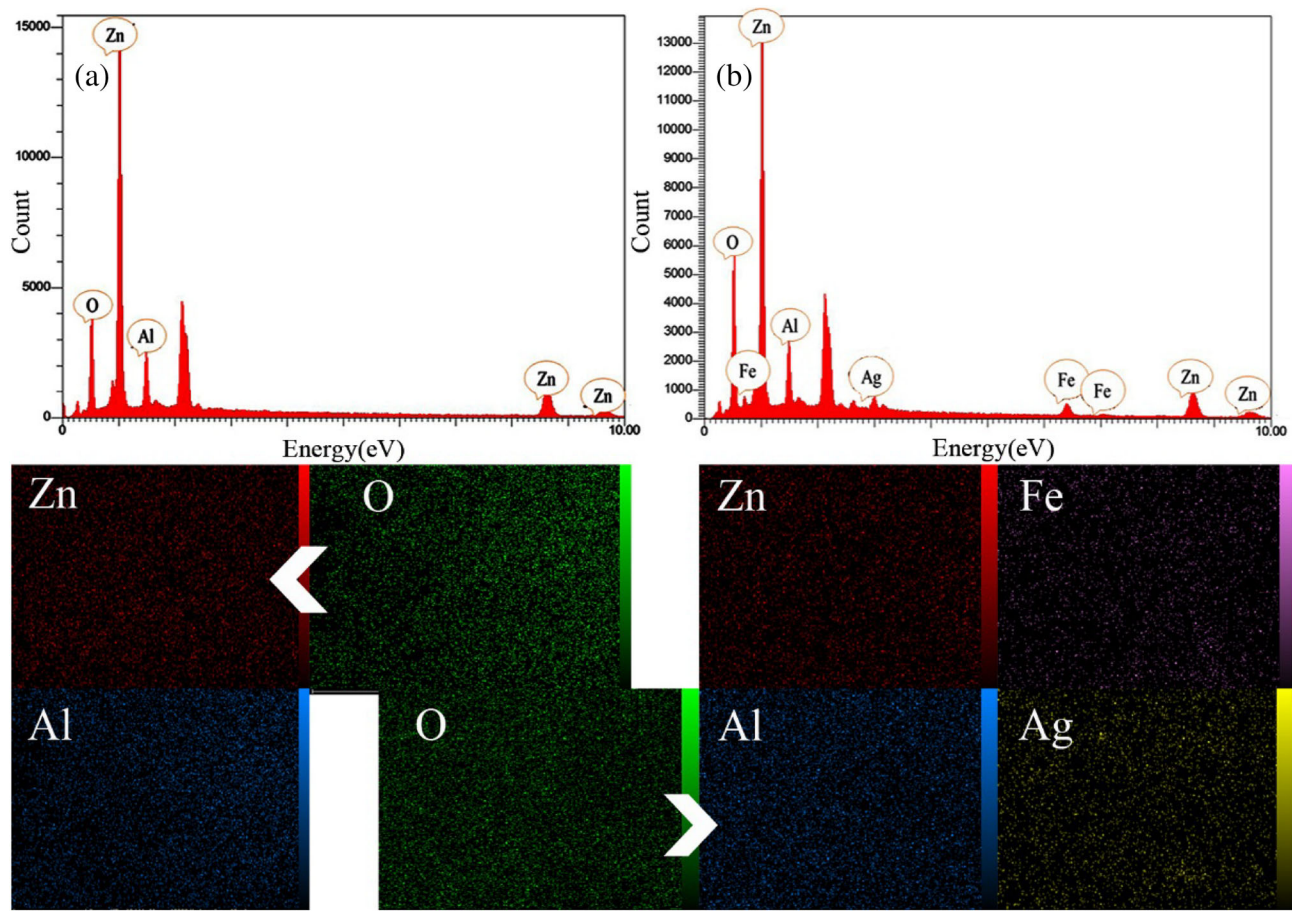 (a)
Count
15000
10000
5000
0
Zn
O
Al
Zn
Zn
0
10.00
Energy(eV)
(b)
Count
13000
12000
11000
10000
9000
8000
7000
6000
5000
4000
3000
2000
1000
0
Zn
O
Fe
Al
Ag
Fe
Fe
Zn
Zn
0
10.00
Energy(eV)
Zn
O
Zn
Fe
Al
O
Al
Ag